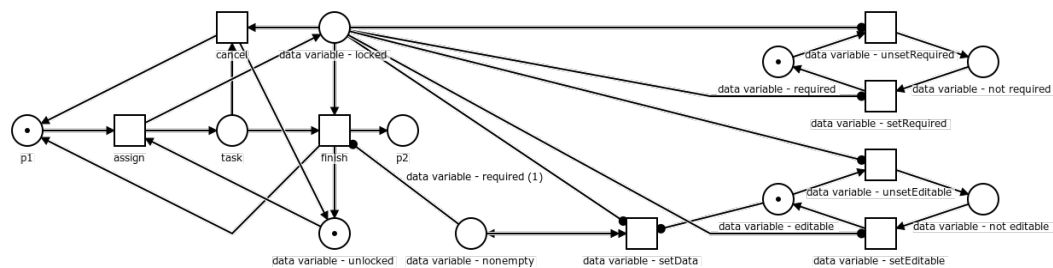 cancel
data variable - locked
data variable - unsetRequired
data variable - required
data variable - not required
data variable - setRequired
p1
assign
task
finish
p2
data variable - required (1)
data variable - unsetEditable
data variable - editable
data variable - not editable
data variable - unlocked
data variable - nonempty
data variable - setData
data variable - setEditable